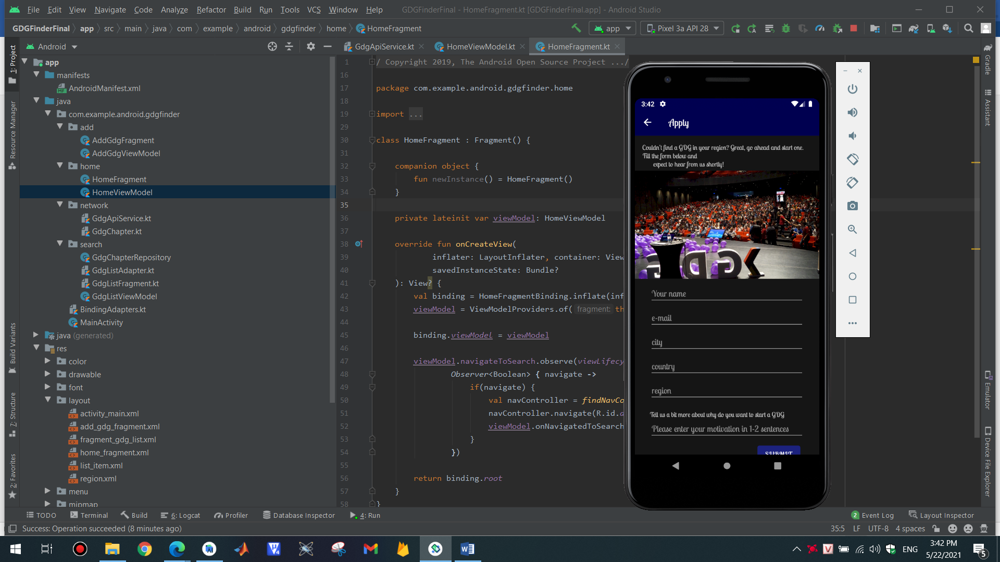 File Edit View Navigate Code Analyze Refactor Build Run Tools VCS Window Help GDGFinderFinal - HomeFragment.kt [GDGFinderFinal.app] - Android Studio
GDGFinderFinal app src main java com example android gdgfinder home HomeFragment app Pixel 3a API 28
Android GdgApiService.kt HomeViewModel.kt HomeFragment.kt
1: Project
Resource Manager
Build Variants
7: Structure
2: Favorites
app
manifests
AndroidManifest.xml
java
com.example.android.gdgfinder
add
AddGdgFragment
AddGdgViewModel
home
HomeFragment
HomeViewModel
network
GdgApiService.kt
GdgChapter.kt
search
GdgChapterRepository
GdgListAdapter.kt
GdgListFragment.kt
GdgListViewModel
BindingAdapters.kt
MainActivity
java (generated)
res
color
drawable
font
layout
activity_main.xml
add_gdg_fragment.xml
fragment_gdg_list.xml
home_fragment.xml
list_item.xml
region.xml
menu
mipmap
1 / Copyright 2019, The Android Open Source Project .../
16
17 package com.example.android.gdgfinder.home
18
19 import ...
29
30 class HomeFragment : Fragment() {
31
32 companion object {
33 fun newInstance() = HomeFragment()
34 }
35
36 private lateinit var viewModel: HomeViewModel
37
38 override fun onCreateView(
39 inflater: LayoutInflater, container: View
40 savedInstanceState: Bundle?
41 ): View? {
42 val binding = HomeFragmentBinding.inflate(inf
43 viewModel = ViewModelProviders.of( fragment: th
44
45 binding.viewModel = viewModel
46
47 viewModel.navigateToSearch.observe(viewLifecy
48 Observer<Boolean> { navigate ->
49 if(navigate) {
50 val navController = findNavCo
51 navController.navigate(R.id.a
52 viewModel.onNavigatedToSearch
53 }
54 })
55
56 return binding.root
57 }
58 }
3:42
Apply
Couldn't find a GDG in your region? Great, go ahead and start one.
Fill the form below and
expect to hear from us shortly!
GDG
Your name
e-mail
city
country
region
Tell us a bit more about why do you want to start a GDG
Please enter your motivation in 1-2 sentences
SUBMIT
Gradle
Assistant
Emulator
Device File Explorer
TODO Terminal Build 6: Logcat Profiler Database Inspector 4: Run 2 Event Log Layout Inspector
Success: Operation succeeded (8 minutes ago) 35:5 LF UTF-8 4 spaces
ENG 3:42 PM
5/22/2021 5